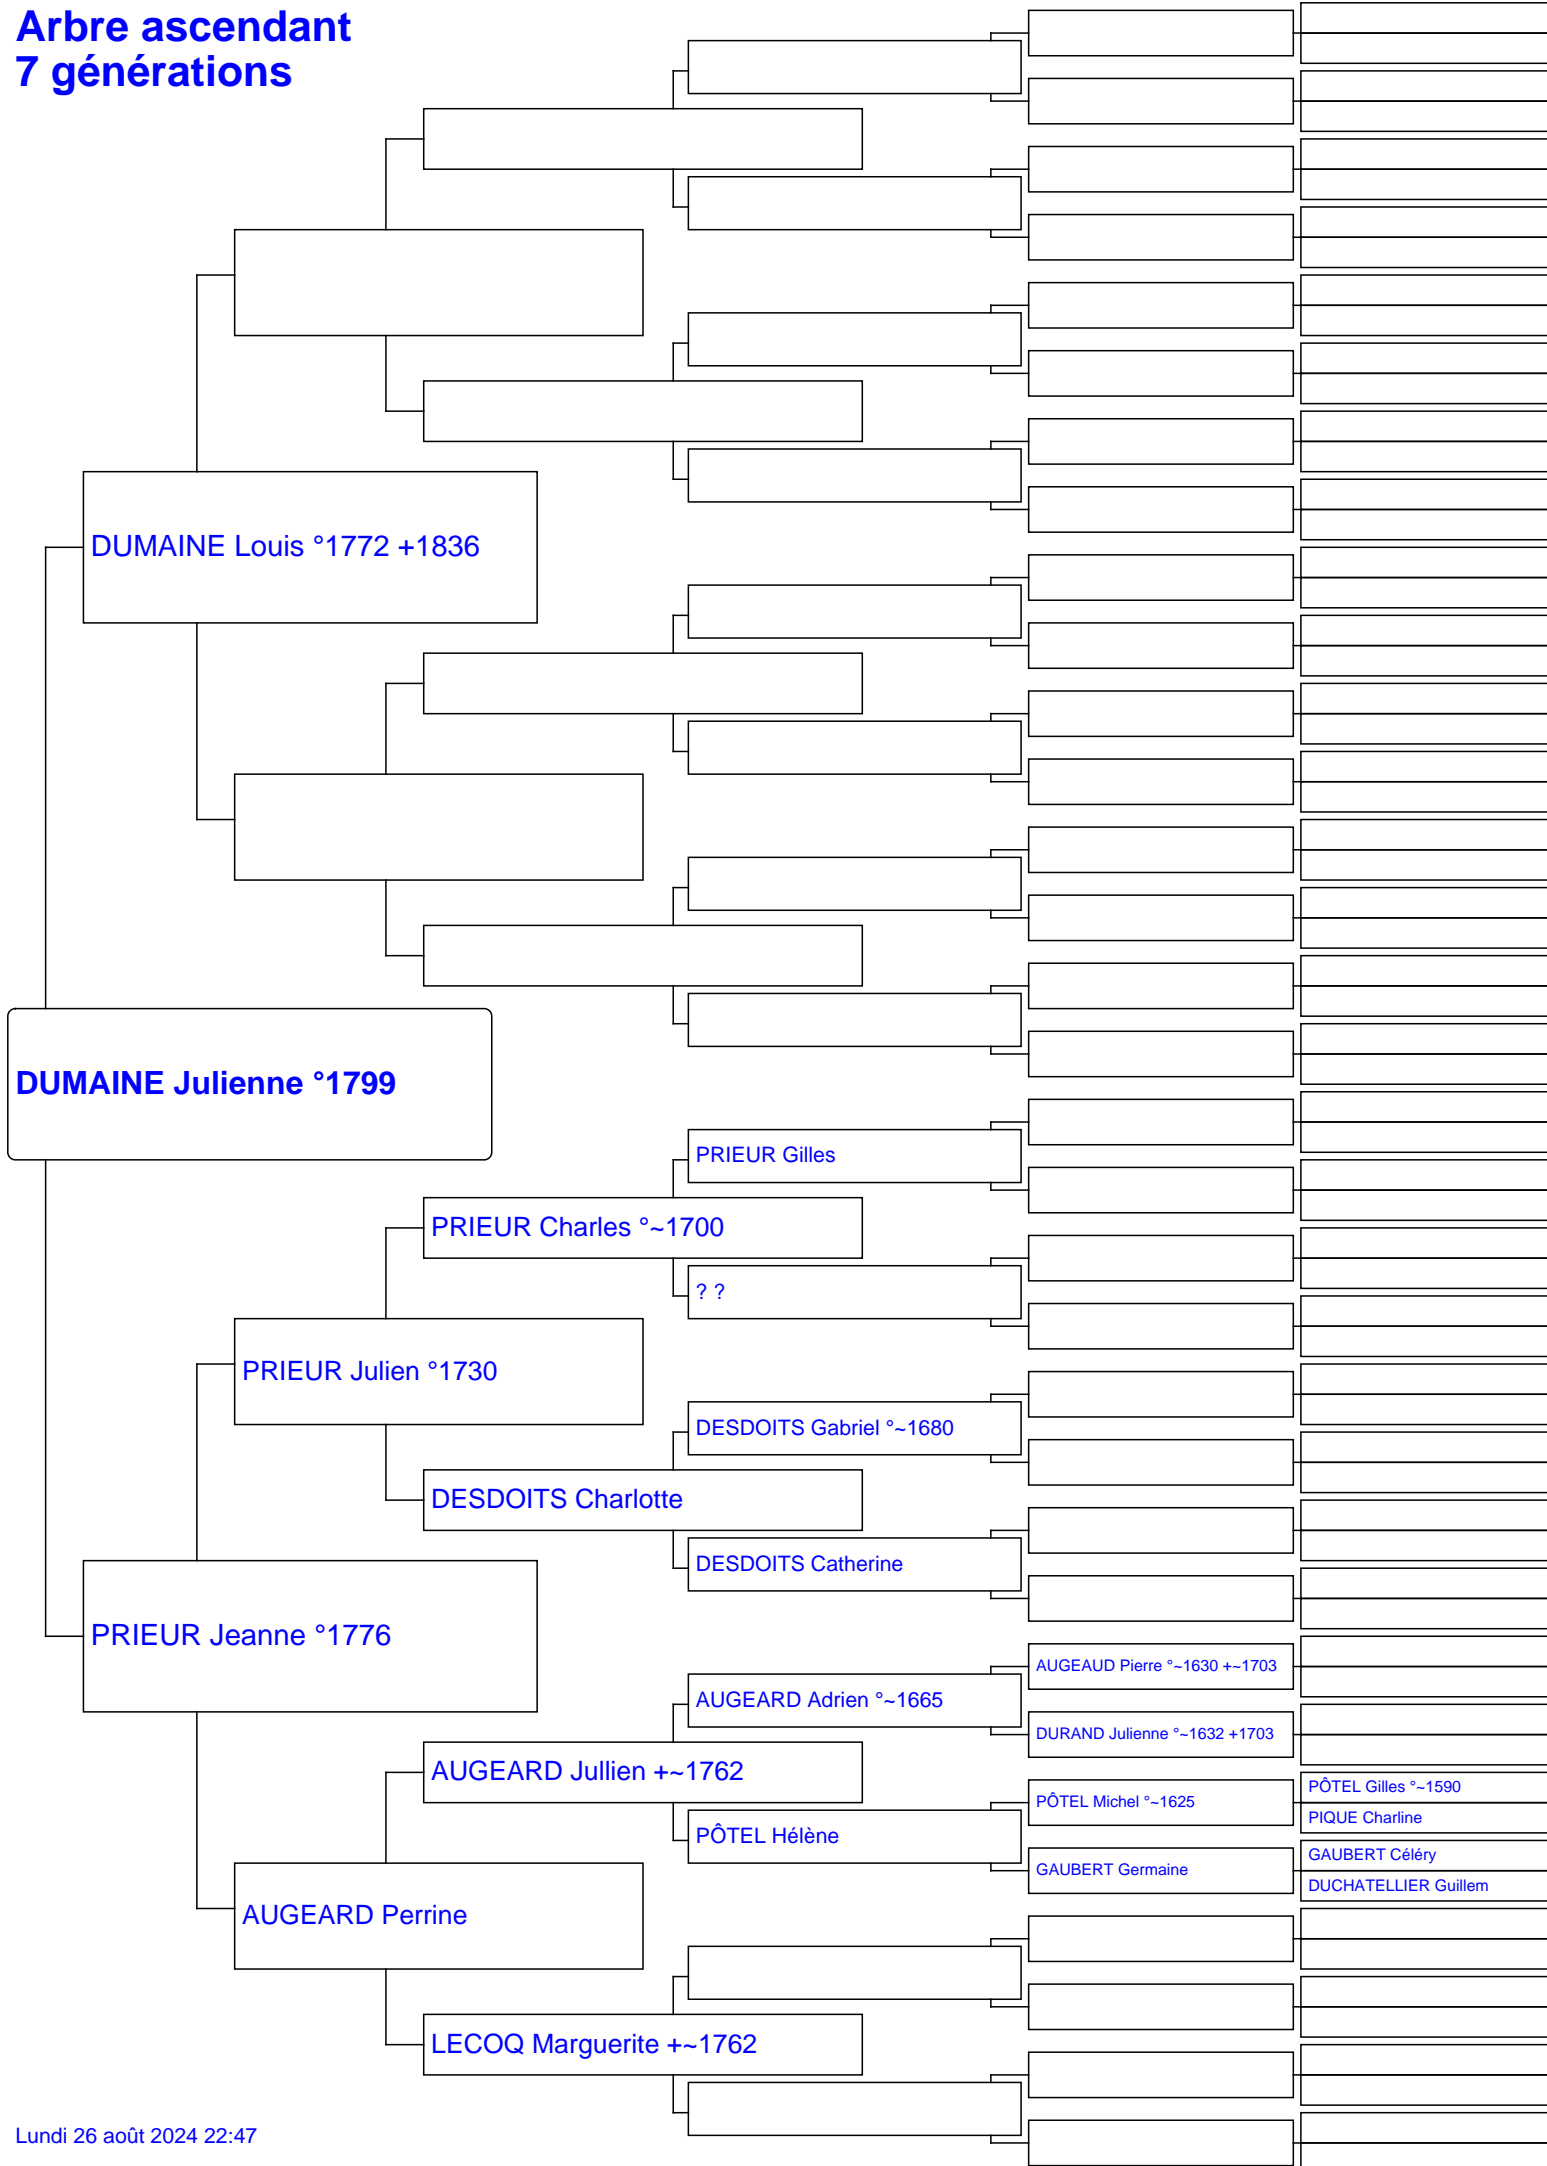 Arbre ascendant
7 générations
DUMAINE Louis °1772 +1836
DUMAINE Julienne °1799
PRIEUR Gilles
PRIEUR Charles °~1700
? ?
PRIEUR Julien °1730
DESDOITS Gabriel °~1680
DESDOITS Charlotte
DESDOITS Catherine
PRIEUR Jeanne °1776
AUGEAUD Pierre °~1630 +~1703
AUGEARD Adrien °~1665
DURAND Julienne °~1632 +1703
AUGEARD Jullien +~1762
PÔTEL Gilles °~1590
PÔTEL Michel °~1625
PIQUE Charline
PÔTEL Hélène
GAUBERT Céléry
GAUBERT Germaine
DUCHATELLIER Guillem
AUGEARD Perrine
LECOQ Marguerite +~1762
Lundi 26 août 2024 22:47